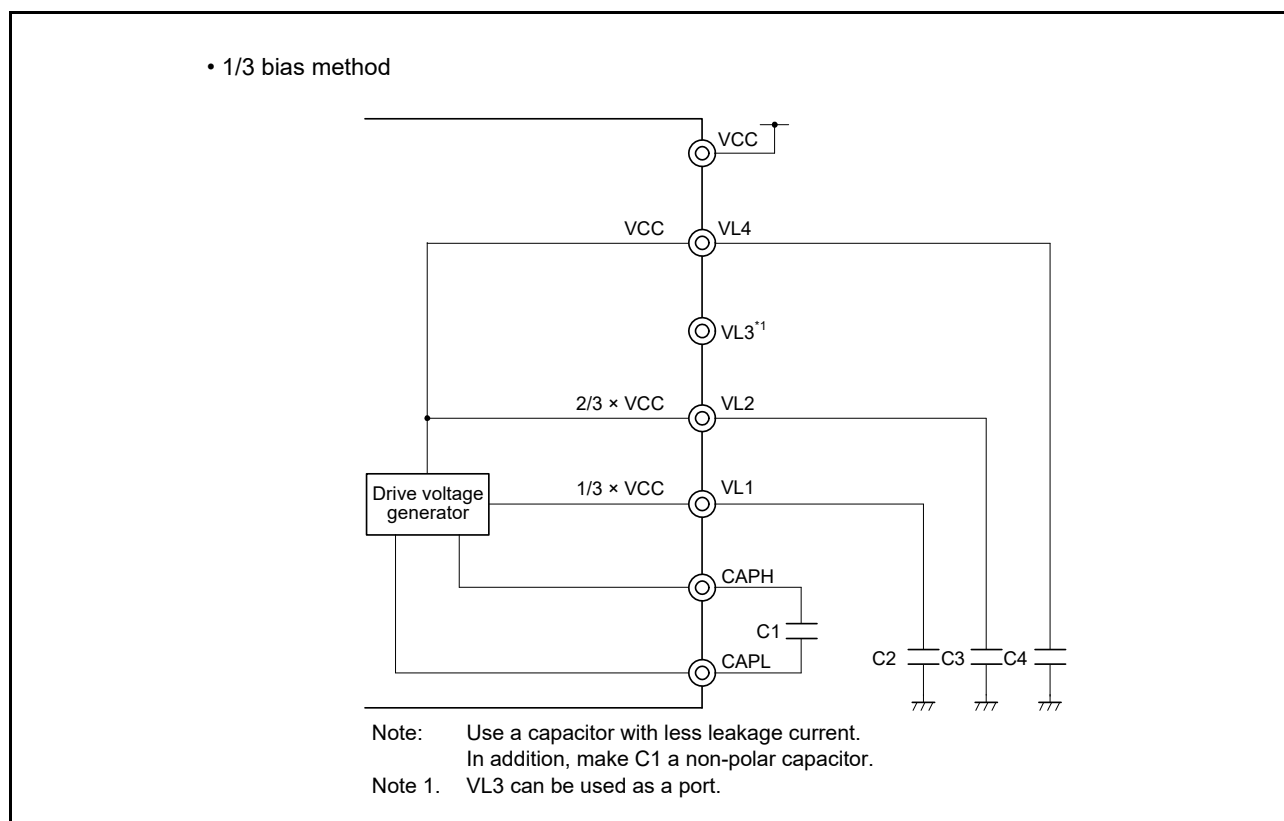 • 1/3 bias method
VCC
VCC VL4
VL3*1
2/3 × VCC VL2
1/3 × VCC VL1
Drive voltage
generator
CAPH
C1
CAPL
C2 C3 C4
Note: Use a capacitor with less leakage current.
In addition, make C1 a non-polar capacitor.
Note 1. VL3 can be used as a port.